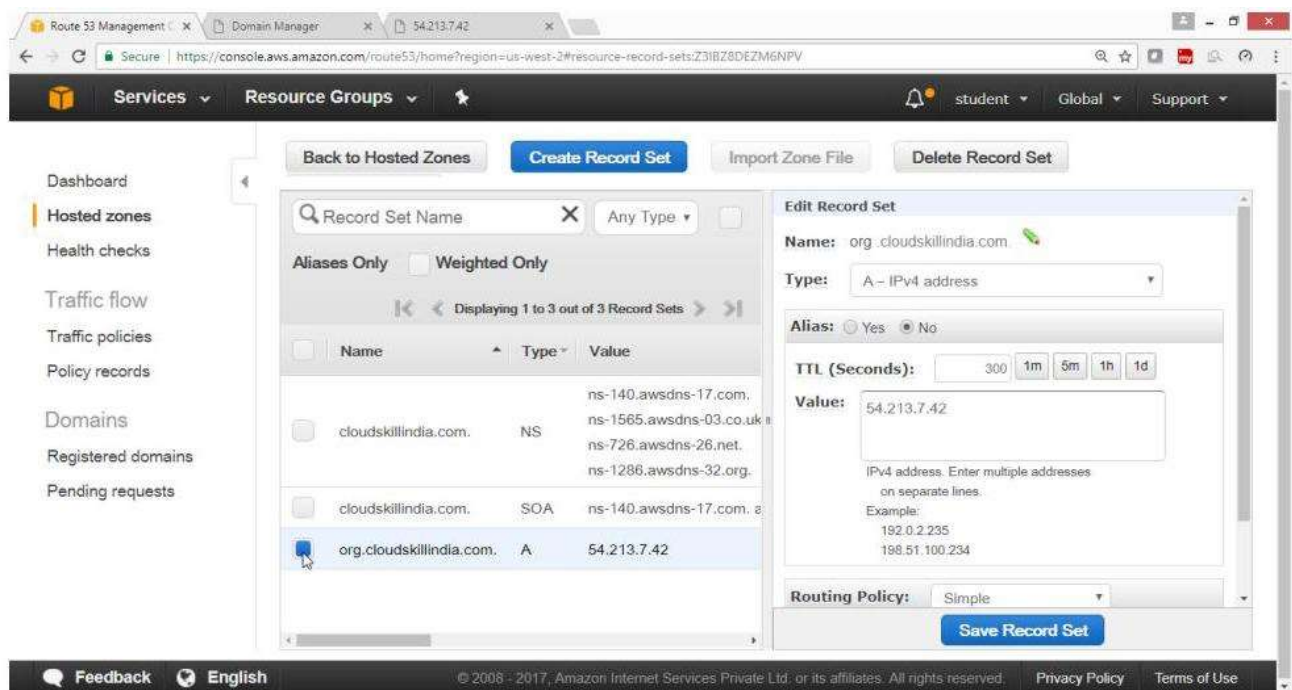 Route 53 Management C
Domain Manager
54.213.7.42
Secure https://console.aws.amazon.com/route53/home?region=us-west-2#resource-record-sets:Z3IBZ8DEZM6NPV
Services Resource Groups student Global Support
Back to Hosted Zones Create Record Set Import Zone File Delete Record Set
Dashboard
Hosted zones
Health checks
Traffic flow
Traffic policies
Policy records
Domains
Registered domains
Pending requests
Record Set Name Any Type
Aliases Only Weighted Only
Displaying 1 to 3 out of 3 Record Sets
Name Type Value
cloudskillindia.com. NS
ns-140.awsdns-17.com.
ns-1565.awsdns-03.co.uk
ns-726.awsdns-26.net.
ns-1286.awsdns-32.org.
cloudskillindia.com. SOA ns-140.awsdns-17.com. a
org.cloudskillindia.com. A 54.213.7.42
Edit Record Set
Name: org .cloudskillindia.com.
Type: A – IPv4 address
Alias: Yes No
TTL (Seconds): 300 1m 5m 1h 1d
Value: 54.213.7.42
IPv4 address. Enter multiple addresses
on separate lines.
Example:
192.0.2.235
198.51.100.234
Routing Policy: Simple
Save Record Set
Feedback English © 2008 - 2017, Amazon Internet Services Private Ltd. or its affiliates. All rights reserved. Privacy Policy Terms of Use